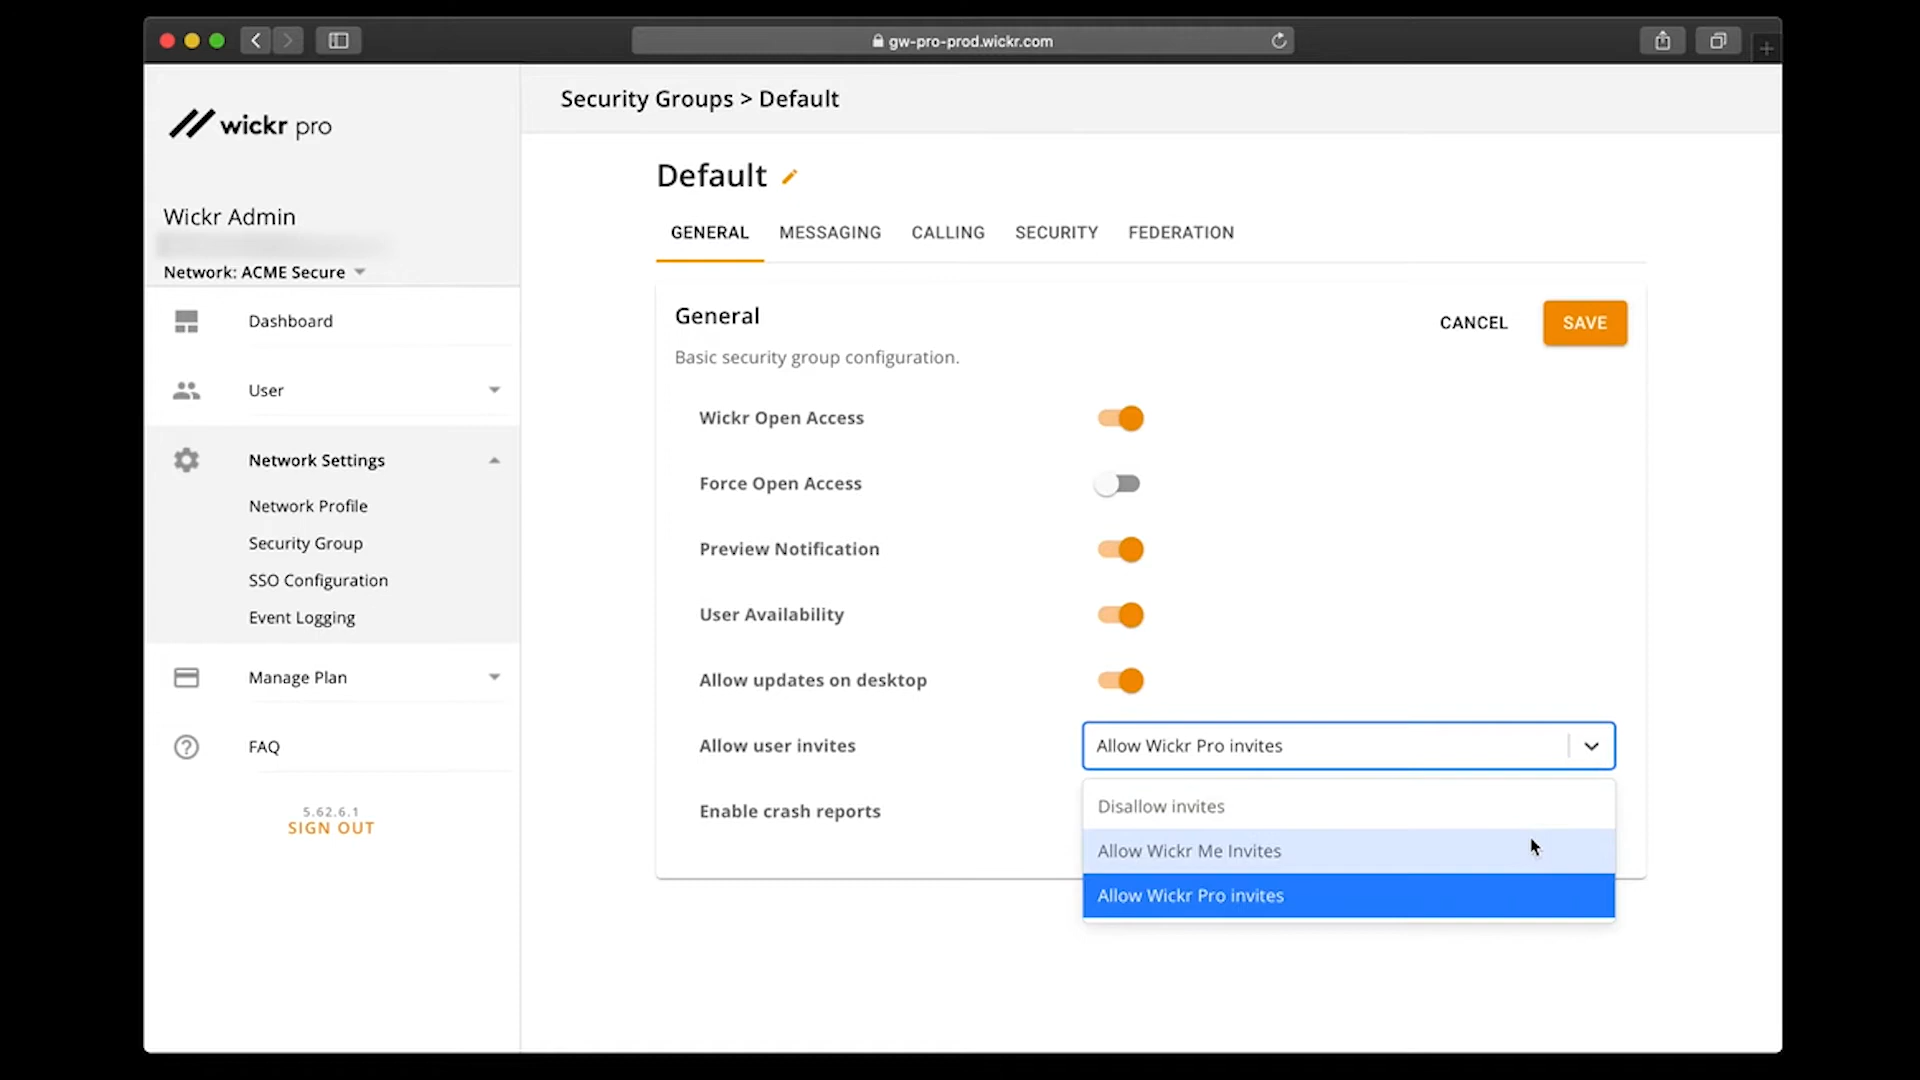 gw-pro-prod.wickr.com
wickr pro
Wickr Admin
Network: ACME Secure
Dashboard
User
Network Settings
Network Profile
Security Group
SSO Configuration
Event Logging
Manage Plan
FAQ
5.62.6.1
SIGN OUT
Security Groups > Default
Default
GENERAL MESSAGING CALLING SECURITY FEDERATION
General
CANCEL SAVE
Basic security group configuration.
Wickr Open Access
Force Open Access
Preview Notification
User Availability
Allow updates on desktop
Allow user invites Allow Wickr Pro invites
Disallow invites
Enable crash reports
Allow Wickr Me Invites
Allow Wickr Pro invites